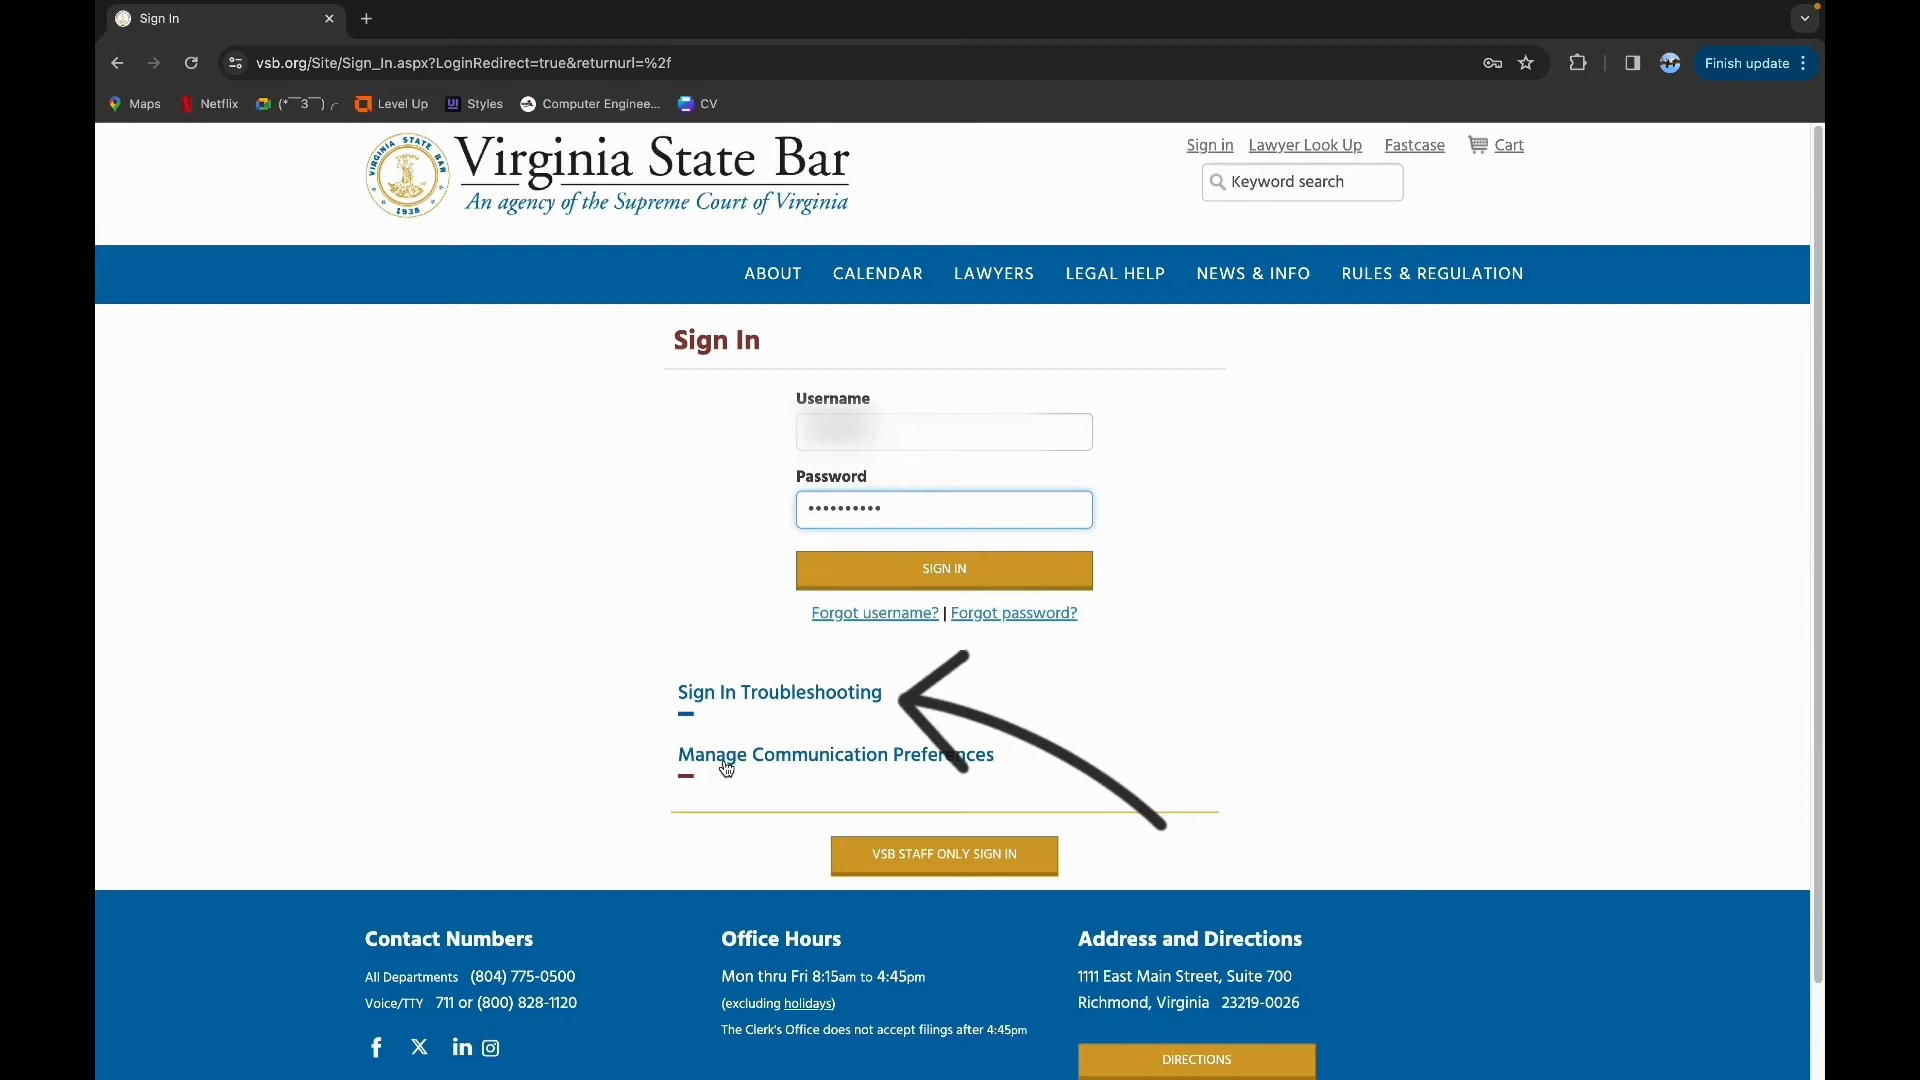 Sign In
vsb.org/Site/Sign_In.aspx?LoginRedirect=true&returnurl=%2f
Finish update
Maps Netflix (*￣3￣)╭ Level Up UI Styles Computer Enginee... CV
VIRGINIA STATE BAR
1938
Virginia State Bar
An agency of the Supreme Court of Virginia
Sign in Lawyer Look Up Fastcase Cart
Keyword search
ABOUT CALENDAR LAWYERS LEGAL HELP NEWS & INFO RULES & REGULATION
Sign In
Username
Password
••••••••••
SIGN IN
Forgot username? | Forgot password?
Sign In Troubleshooting
Manage Communication Preferences
VSB STAFF ONLY SIGN IN
Contact Numbers
All Departments (804) 775-0500
Voice/TTY 711 or (800) 828-1120
Office Hours
Mon thru Fri 8:15am to 4:45pm
(excluding holidays)
The Clerk's Office does not accept filings after 4:45pm
Address and Directions
1111 East Main Street, Suite 700
Richmond, Virginia 23219-0026
DIRECTIONS